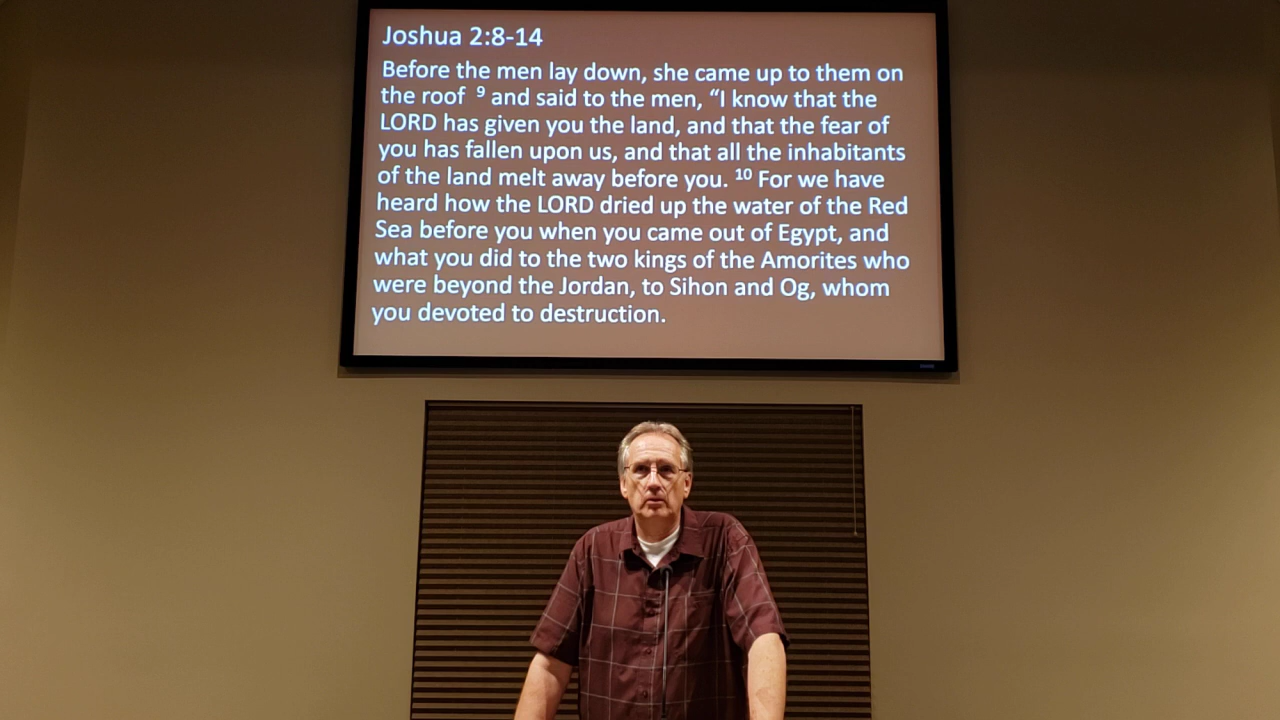 Joshua 2:8-14
Before the men lay down, she came up to them on
the roof ⁹ and said to the men, “I know that the
LORD has given you the land, and that the fear of
you has fallen upon us, and that all the inhabitants
of the land melt away before you. ¹⁰ For we have
heard how the LORD dried up the water of the Red
Sea before you when you came out of Egypt, and
what you did to the two kings of the Amorites who
were beyond the Jordan, to Sihon and Og, whom
you devoted to destruction.